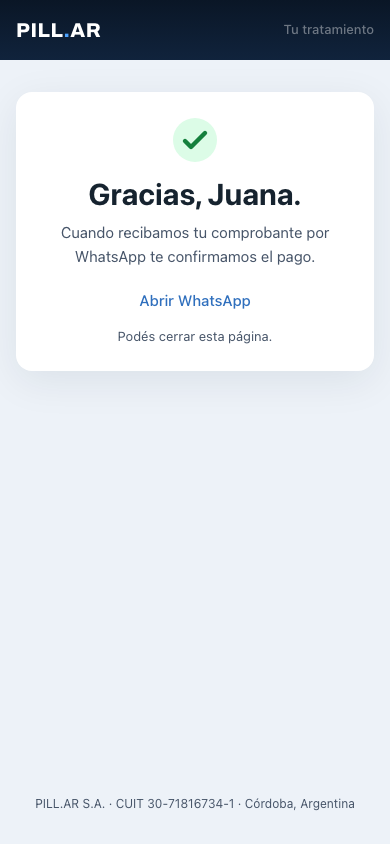 PILL.AR
Tu tratamiento
Gracias, Juana.
Cuando recibamos tu comprobante por
WhatsApp te confirmamos el pago.
Abrir WhatsApp
Podés cerrar esta página.
PILL.AR S.A. · CUIT 30-71816734-1 · Córdoba, Argentina